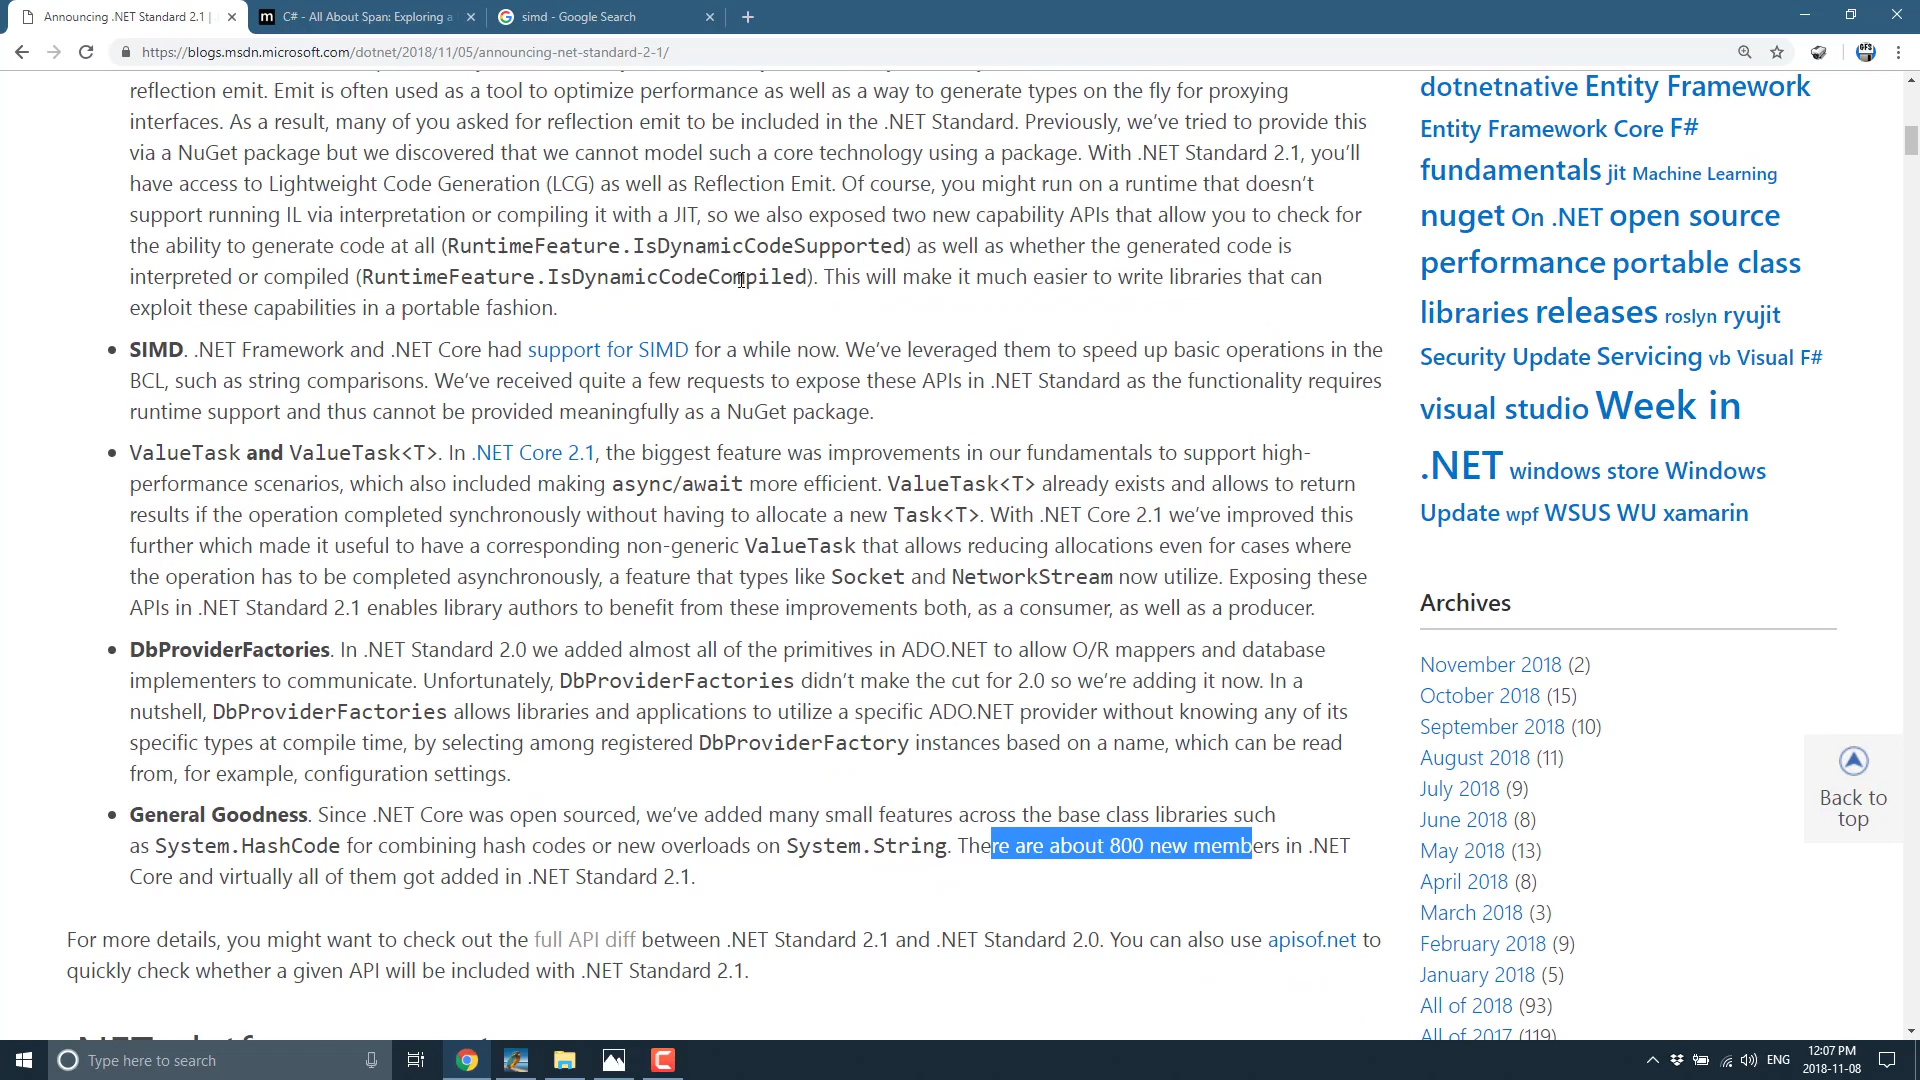 Announcing .NET Standard 2.1 |
C# - All About Span: Exploring a
simd - Google Search
https://blogs.msdn.microsoft.com/dotnet/2018/11/05/announcing-net-standard-2-1/
reflection emit. Emit is often used as a tool to optimize performance as well as a way to generate types on the fly for proxying
interfaces. As a result, many of you asked for reflection emit to be included in the .NET Standard. Previously, we've tried to provide this
via a NuGet package but we discovered that we cannot model such a core technology using a package. With .NET Standard 2.1, you'll
have access to Lightweight Code Generation (LCG) as well as Reflection Emit. Of course, you might run on a runtime that doesn't
support running IL via interpretation or compiling it with a JIT, so we also exposed two new capability APIs that allow you to check for
the ability to generate code at all (RuntimeFeature.IsDynamicCodeSupported) as well as whether the generated code is
interpreted or compiled (RuntimeFeature.IsDynamicCodeCompiled). This will make it much easier to write libraries that can
exploit these capabilities in a portable fashion.
• SIMD. .NET Framework and .NET Core had support for SIMD for a while now. We've leveraged them to speed up basic operations in the
BCL, such as string comparisons. We've received quite a few requests to expose these APIs in .NET Standard as the functionality requires
runtime support and thus cannot be provided meaningfully as a NuGet package.
• ValueTask and ValueTask<T>. In .NET Core 2.1, the biggest feature was improvements in our fundamentals to support high-
performance scenarios, which also included making async/await more efficient. ValueTask<T> already exists and allows to return
results if the operation completed synchronously without having to allocate a new Task<T>. With .NET Core 2.1 we've improved this
further which made it useful to have a corresponding non-generic ValueTask that allows reducing allocations even for cases where
the operation has to be completed asynchronously, a feature that types like Socket and NetworkStream now utilize. Exposing these
APIs in .NET Standard 2.1 enables library authors to benefit from these improvements both, as a consumer, as well as a producer.
• DbProviderFactories. In .NET Standard 2.0 we added almost all of the primitives in ADO.NET to allow O/R mappers and database
implementers to communicate. Unfortunately, DbProviderFactories didn't make the cut for 2.0 so we're adding it now. In a
nutshell, DbProviderFactories allows libraries and applications to utilize a specific ADO.NET provider without knowing any of its
specific types at compile time, by selecting among registered DbProviderFactory instances based on a name, which can be read
from, for example, configuration settings.
• General Goodness. Since .NET Core was open sourced, we've added many small features across the base class libraries such
as System.HashCode for combining hash codes or new overloads on System.String. There are about 800 new members in .NET
Core and virtually all of them got added in .NET Standard 2.1.
For more details, you might want to check out the full API diff between .NET Standard 2.1 and .NET Standard 2.0. You can also use apisof.net to
quickly check whether a given API will be included with .NET Standard 2.1.
dotnetnative Entity Framework
Entity Framework Core F#
fundamentals jit Machine Learning
nuget On .NET open source
performance portable class
libraries releases roslyn ryujit
Security Update Servicing vb Visual F#
visual studio Week in
.NET windows store Windows
Update wpf WSUS WU xamarin
Archives
November 2018 (2)
October 2018 (15)
September 2018 (10)
August 2018 (11)
July 2018 (9)
June 2018 (8)
May 2018 (13)
April 2018 (8)
March 2018 (3)
February 2018 (9)
January 2018 (5)
All of 2018 (93)
All of 2017 (119)
Back to
top
Type here to search
ENG
12:07 PM
2018-11-08